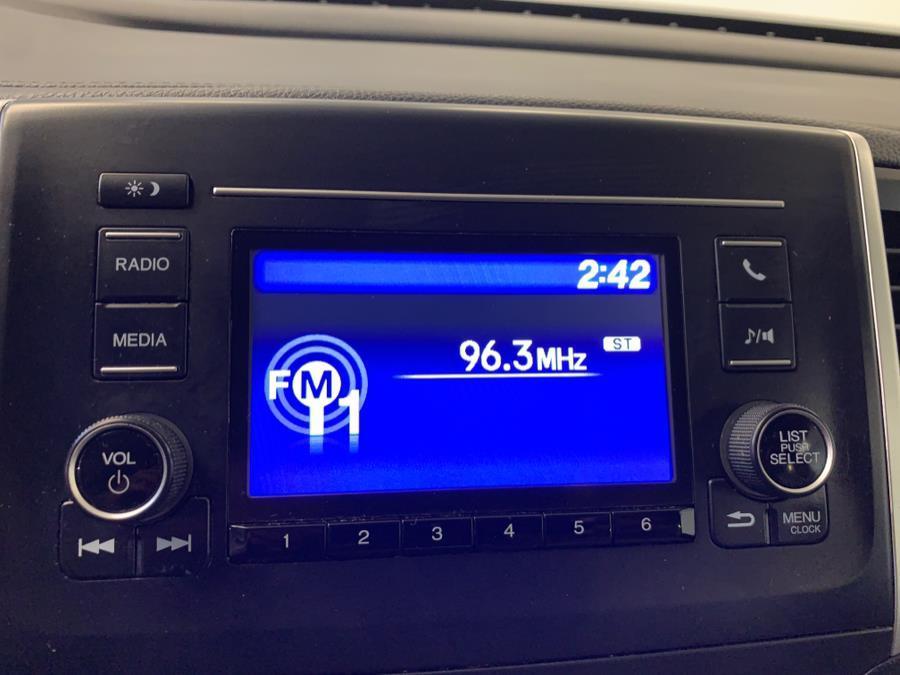 2:42
RADIO
MEDIA
96.3MHz
ST
FM
1
VOL
LIST
PUSH
SELECT
1 2 3 4 5 6
MENU
CLOCK